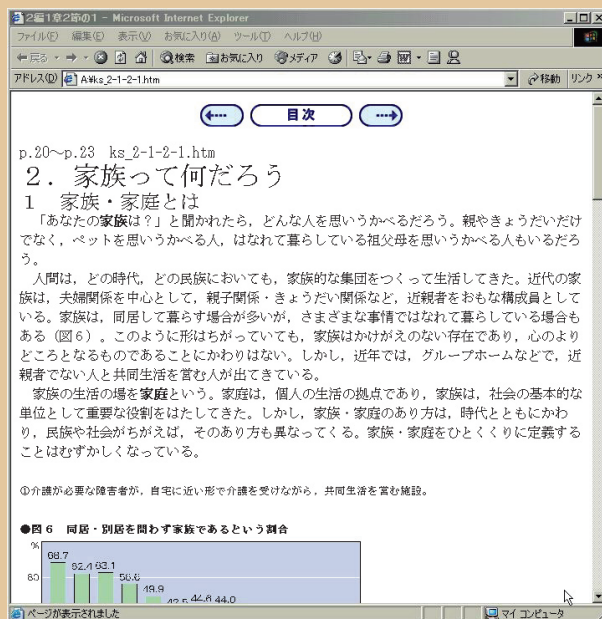 2編1章2節の1 - Microsoft Internet Explorer
ファイル(F) 編集(E) 表示(V) お気に入り(A) ツール(T) ヘルプ(H)
戻る 検索 お気に入り メディア
アドレス(D) A:¥ks_2-1-2-1.htm 移動 リンク
目次
p.20～p.23 ks_2-1-2-1.htm
2．家族って何だろう
1 家族・家庭とは
「あなたの家族は？」と聞かれたら，どんな人を思いうかべるだろう。親やきょうだいだけ
でなく，ペットを思いうかべる人，はなれて暮らしている祖父母を思いうかべる人もいるだろ
う。
人間は，どの時代，どの民族においても，家族的な集団をつくって生活してきた。近代の家
族は，夫婦関係を中心として，親子関係・きょうだい関係など，近親者をおもな構成員として
いる。家族は，同居して暮らす場合が多いが，さまざまな事情ではなれて暮らしている場合も
ある（図6）。このように形はちがっていても，家族はかけがえのない存在であり，心のより
どころとなるものであることにかわりはない。しかし，近年では，グループホームなどで，近
親者でない人と共同生活を営む人が出てきている。
家族の生活の場を家庭という。家庭は，個人の生活の拠点であり，家族は，社会の基本的な
単位として重要な役割をはたしてきた。しかし，家族・家庭のあり方は，時代とともにかわ
り，民族や社会がちがえば，そのあり方も異なってくる。家族・家庭をひとくくりに定義する
ことはむずかしくなっている。
①介護が必要な障害者が，自宅に近い形で介護を受けながら，共同生活を営む施設。
●図6 同居・別居を問わず家族であるという割合
%
68.7
62.4 63.1
56.6
60
49.9
42.5 44.6 44.0
ページが表示されました マイ コンピュータ